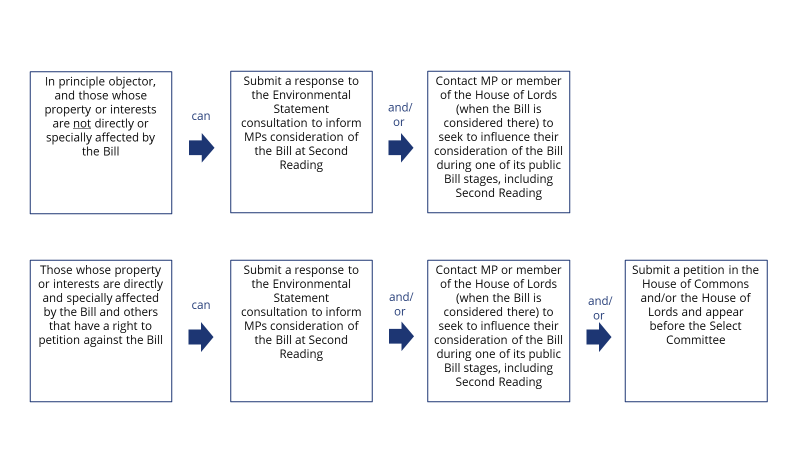 In principle objector,
and those whose
property or interests
are not directly or
specially affected by
the Bill
can
Submit a response to
the Environmental
Statement
consultation to inform
MPs consideration of
the Bill at Second
Reading
and/
or
Contact MP or member
of the House of Lords
(when the Bill is
considered there) to
seek to influence their
consideration of the Bill
during one of its public
Bill stages, including
Second Reading
Those whose property
or interests are directly
and specially affected
by the Bill and others
that have a right to
petition against the Bill
can
Submit a response to
the Environmental
Statement
consultation to inform
MPs consideration of
the Bill at Second
Reading
and/
or
Contact MP or member
of the House of Lords
(when the Bill is
considered there) to
seek to influence their
consideration of the Bill
during one of its public
Bill stages, including
Second Reading
and/
or
Submit a petition in the
House of Commons
and/or the House of
Lords and appear
before the Select
Committee